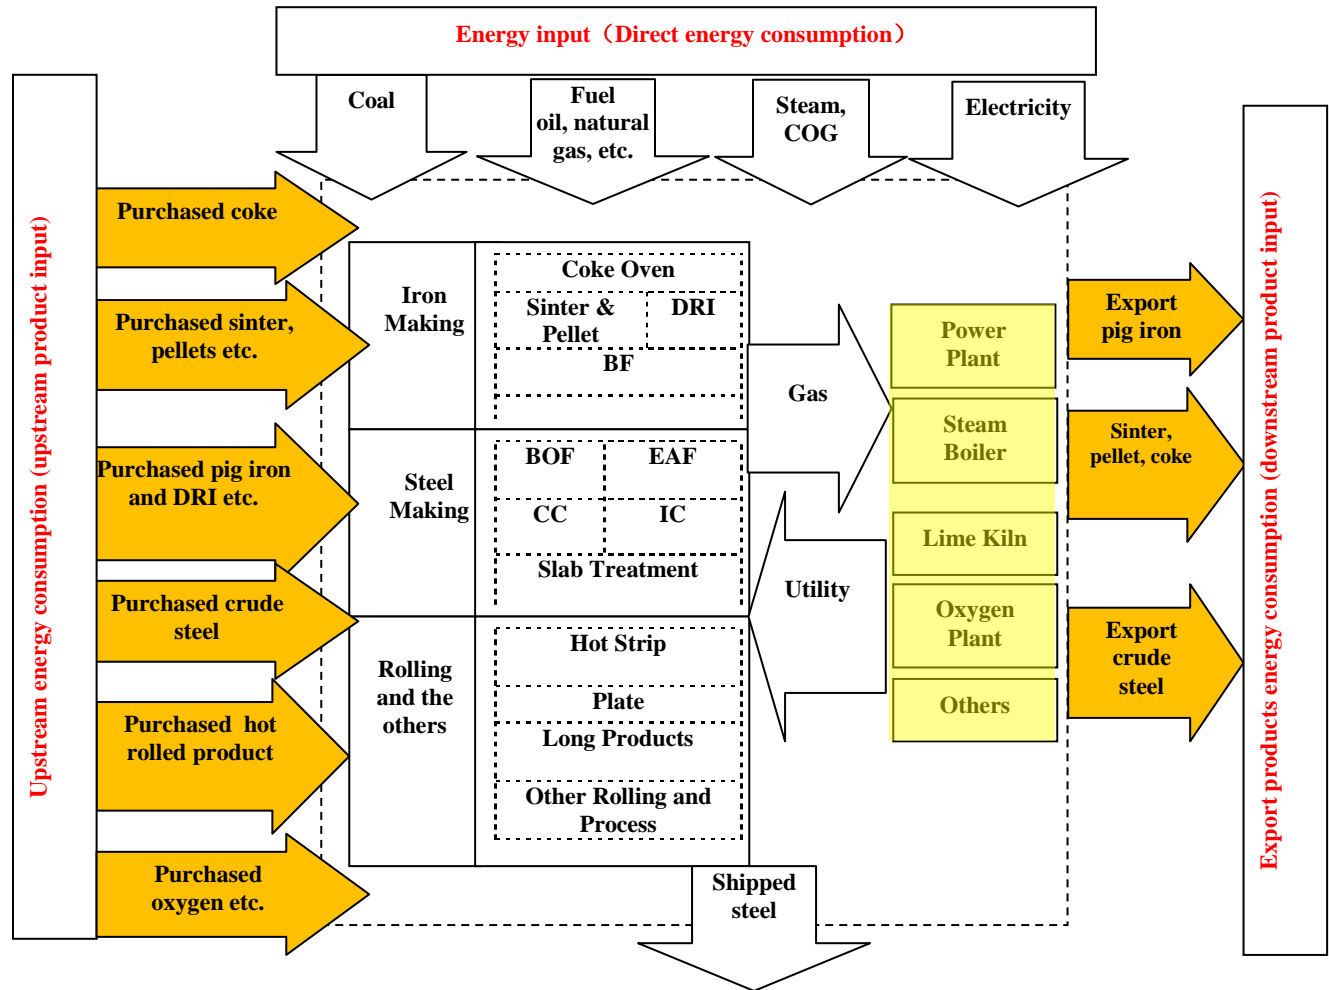 Energy input（Direct energy consumption）
Coal
Fuel
oil, natural
gas, etc.
Steam,
COG
Electricity
Upstream energy consumption (upstream product input)
Purchased coke
Purchased sinter,
pellets etc.
Purchased pig iron
and DRI etc.
Purchased crude
steel
Purchased hot
rolled product
Purchased
oxygen etc.
Iron
Making
Coke Oven
Sinter &
Pellet
DRI
BF
Steel
Making
BOF
EAF
CC
IC
Slab Treatment
Rolling
and the
others
Hot Strip
Plate
Long Products
Other Rolling and
Process
Gas
Utility
Power
Plant
Steam
Boiler
Lime Kiln
Oxygen
Plant
Others
Export
pig iron
Sinter,
pellet, coke
Export
crude
steel
Export products energy consumption (downstream product input)
Shipped
steel